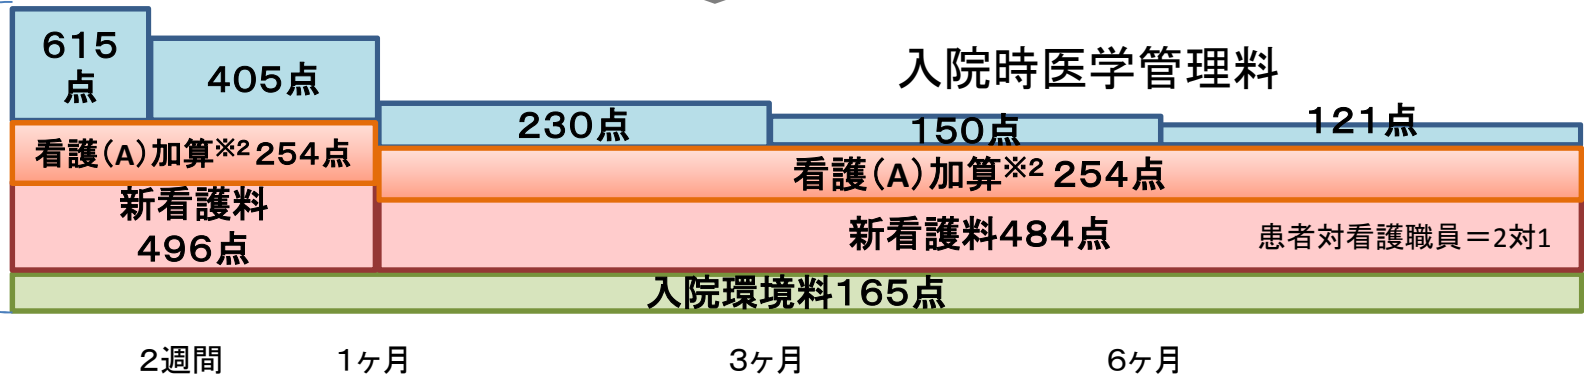 615
点
405点
入院時医学管理料
230点
150点
121点
看護(A)加算※2 254点
看護(A)加算※2 254点
新看護料
496点
新看護料484点
患者対看護職員＝2対1
入院環境料165点
2週間
1ヶ月
3ヶ月
6ヶ月